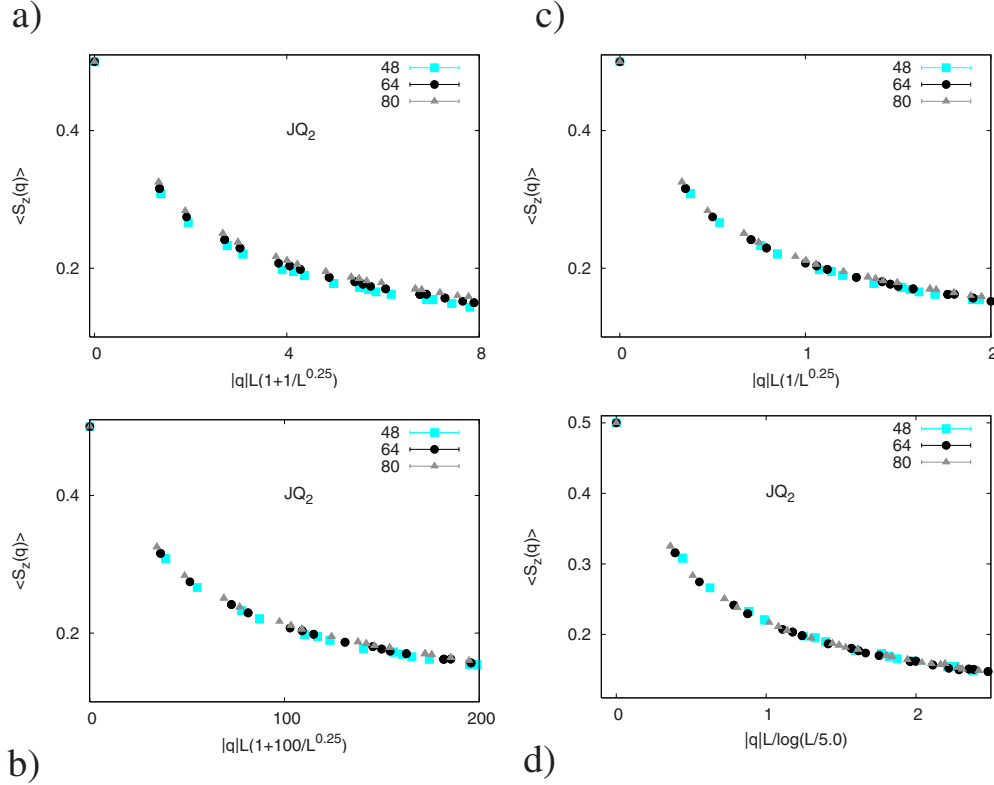 a)
48
64
80
JQ2
0.4
0.2
<Sz(q)>
0
4
8
|q|L(1+1/L^0.25)
c)
48
64
80
0.4
0.2
<Sz(q)>
0
1
2
|q|L(1/L^0.25)
48
64
80
JQ2
0.4
0.2
<Sz(q)>
0
100
200
|q|L(1+100/L^0.25)
b)
48
64
80
JQ2
0.5
0.4
0.3
0.2
<Sz(q)>
0
1
2
|q|L/log(L/5.0)
d)